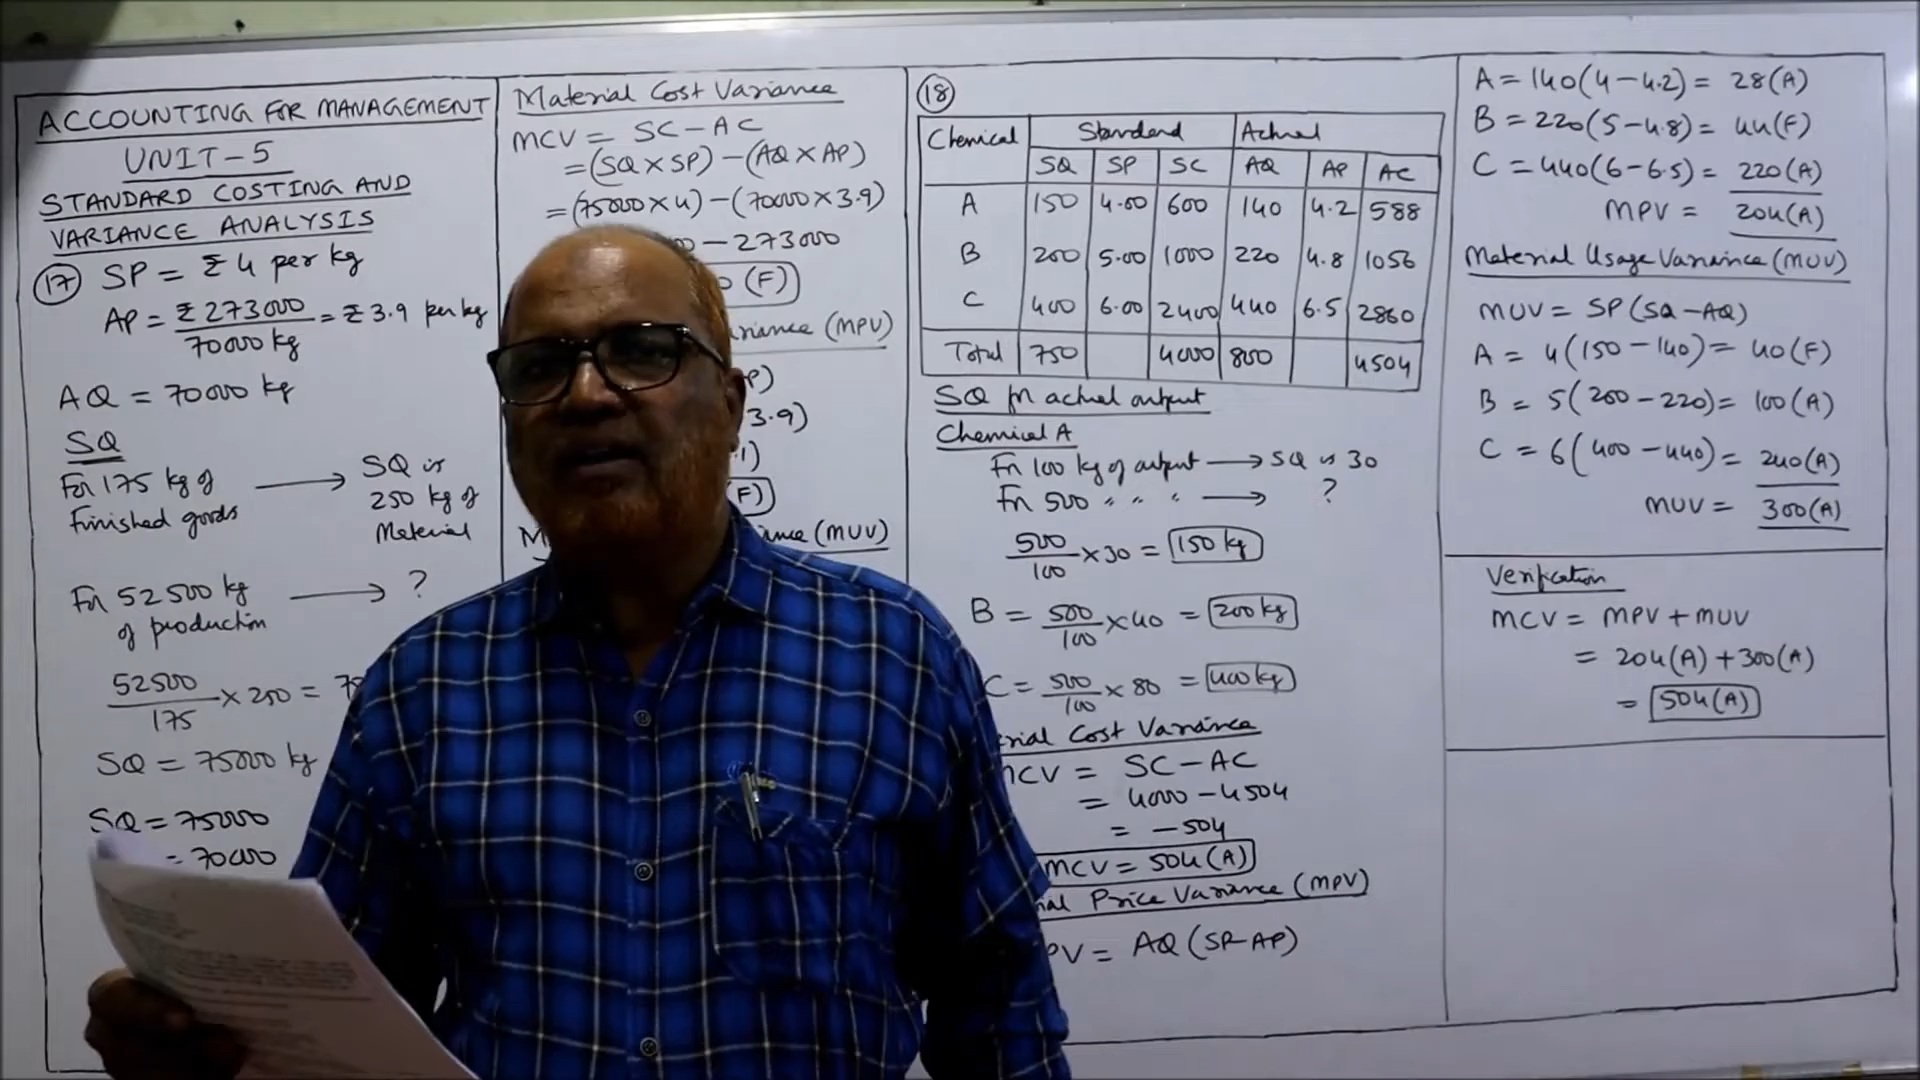 ACCOUNTING FOR MANAGEMENT
UNIT-5
STANDARD COSTING AND
VARIANCE ANALYSIS
17 SP = ₹ 4 per kg
AP = ₹ 273000 / 70000 kg = ₹ 3.9 per kg
AQ = 70000 kg
SQ
For 175 kg of Finished goods → SQ is 250 kg of Material
For 52500 kg of production → ?
52500 / 175 × 250 = 7
SQ = 75000 kg
SQ = 75000
= 70000
Material Cost Variance
MCV = SC - AC
= (SQ × SP) - (AQ × AP)
= (75000 × 4) - (70000 × 3.9)
- 273000
(F)
(MPV)
3.9)
(F)
(MUV)
18
Chemical Standard Actual
SQ SP SC AQ AP AC
A 150 4.00 600 140 4.2 588
B 200 5.00 1000 220 4.8 1056
C 400 6.00 2400 440 6.5 2860
Total 750 4000 800 4504
SQ for actual output
Chemical A
For 100 kg of output → SQ is 30
For 500 " " " → ?
500 / 100 × 30 = 150 kg
B = 500 / 100 × 40 = 200 kg
C = 500 / 100 × 80 = 400 kg
Cost Variance
MCV = SC - AC
= 4000 - 4504
= - 504
MCV = 504 (A)
Price Variance (MPV)
PV = AQ (SP - AP)
A = 140 (4 - 4.2) = 28 (A)
B = 220 (5 - 4.8) = 44 (F)
C = 440 (6 - 6.5) = 220 (A)
MPV = 204 (A)
Material Usage Variance (MUV)
MUV = SP (SQ - AQ)
A = 4 (150 - 140) = 40 (F)
B = 5 (200 - 220) = 100 (A)
C = 6 (400 - 440) = 240 (A)
MUV = 300 (A)
Verification
MCV = MPV + MUV
= 204 (A) + 300 (A)
= 504 (A)